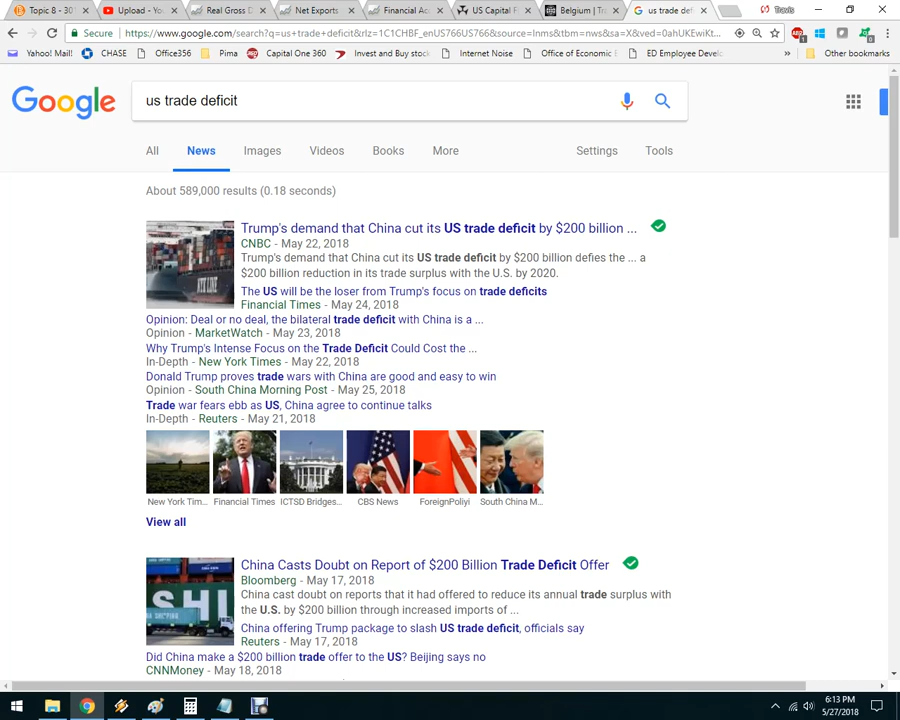 Topic 8 - 30
Upload - You
Real Gross D
Net Exports
Financial Ac
US Capital F
Belgium | Tr
us trade def
Travis
Secure
https://www.google.com/search?q=us+trade+deficit&rlz=1C1CHBF_enUS766US766&source=lnms&tbm=nws&sa=X&ved=0ahUKEwiKt...
Yahoo! Mail!
CHASE
Office356
Pima
Capital One 360
Invest and Buy stock
Internet Noise
Office of Economic
ED Employee Devel
»
Other bookmarks
Google
us trade deficit
All
News
Images
Videos
Books
More
Settings
Tools
About 589,000 results (0.18 seconds)
Trump's demand that China cut its US trade deficit by $200 billion ...
CNBC - May 22, 2018
Trump's demand that China cut its US trade deficit by $200 billion defies the ... a
$200 billion reduction in its trade surplus with the U.S. by 2020.
The US will be the loser from Trump's focus on trade deficits
Financial Times - May 24, 2018
Opinion: Deal or no deal, the bilateral trade deficit with China is a ...
Opinion - MarketWatch - May 23, 2018
Why Trump's Intense Focus on the Trade Deficit Could Cost the ...
In-Depth - New York Times - May 22, 2018
Donald Trump proves trade wars with China are good and easy to win
Opinion - South China Morning Post - May 25, 2018
Trade war fears ebb as US, China agree to continue talks
In-Depth - Reuters - May 21, 2018
New York Tim...
Financial Times
ICTSD Bridges...
CBS News
ForeignPoliyi
South China M...
View all
China Casts Doubt on Report of $200 Billion Trade Deficit Offer
Bloomberg - May 17, 2018
China cast doubt on reports that it had offered to reduce its annual trade surplus with
the U.S. by $200 billion through increased imports of ...
China offering Trump package to slash US trade deficit, officials say
Reuters - May 17, 2018
Did China make a $200 billion trade offer to the US? Beijing says no
CNNMoney - May 18, 2018
6:13 PM
5/27/2018